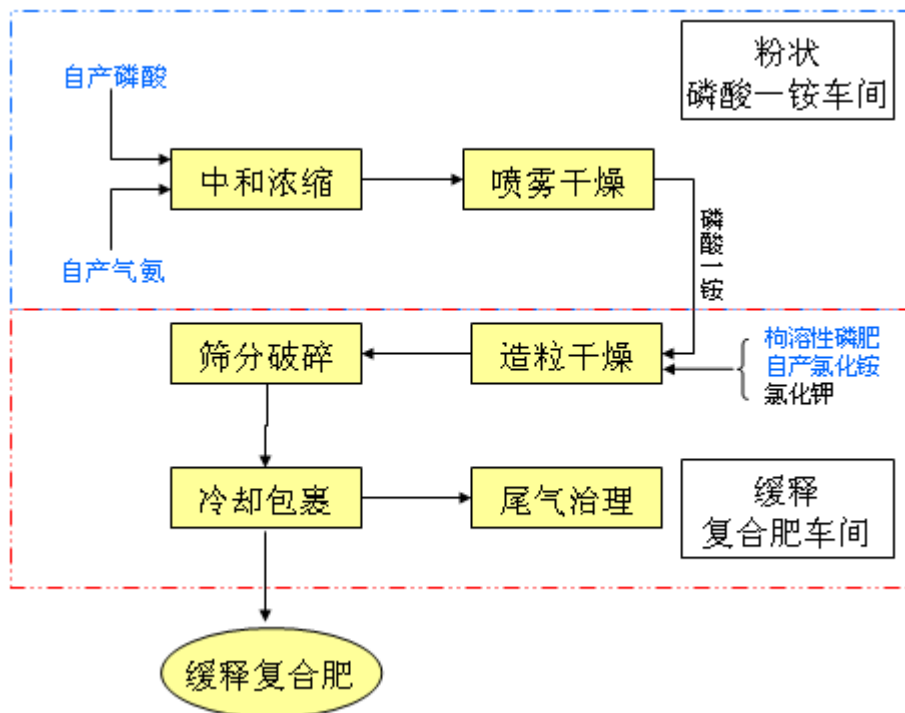 粉状
磷酸一铵车间
自产磷酸
中和浓缩
喷雾干燥
自产气氨
磷酸一铵
筛分破碎
造粒干燥
枸溶性磷肥
自产氯化铵
氯化钾
冷却包裹
尾气治理
缓释
复合肥车间
缓释复合肥